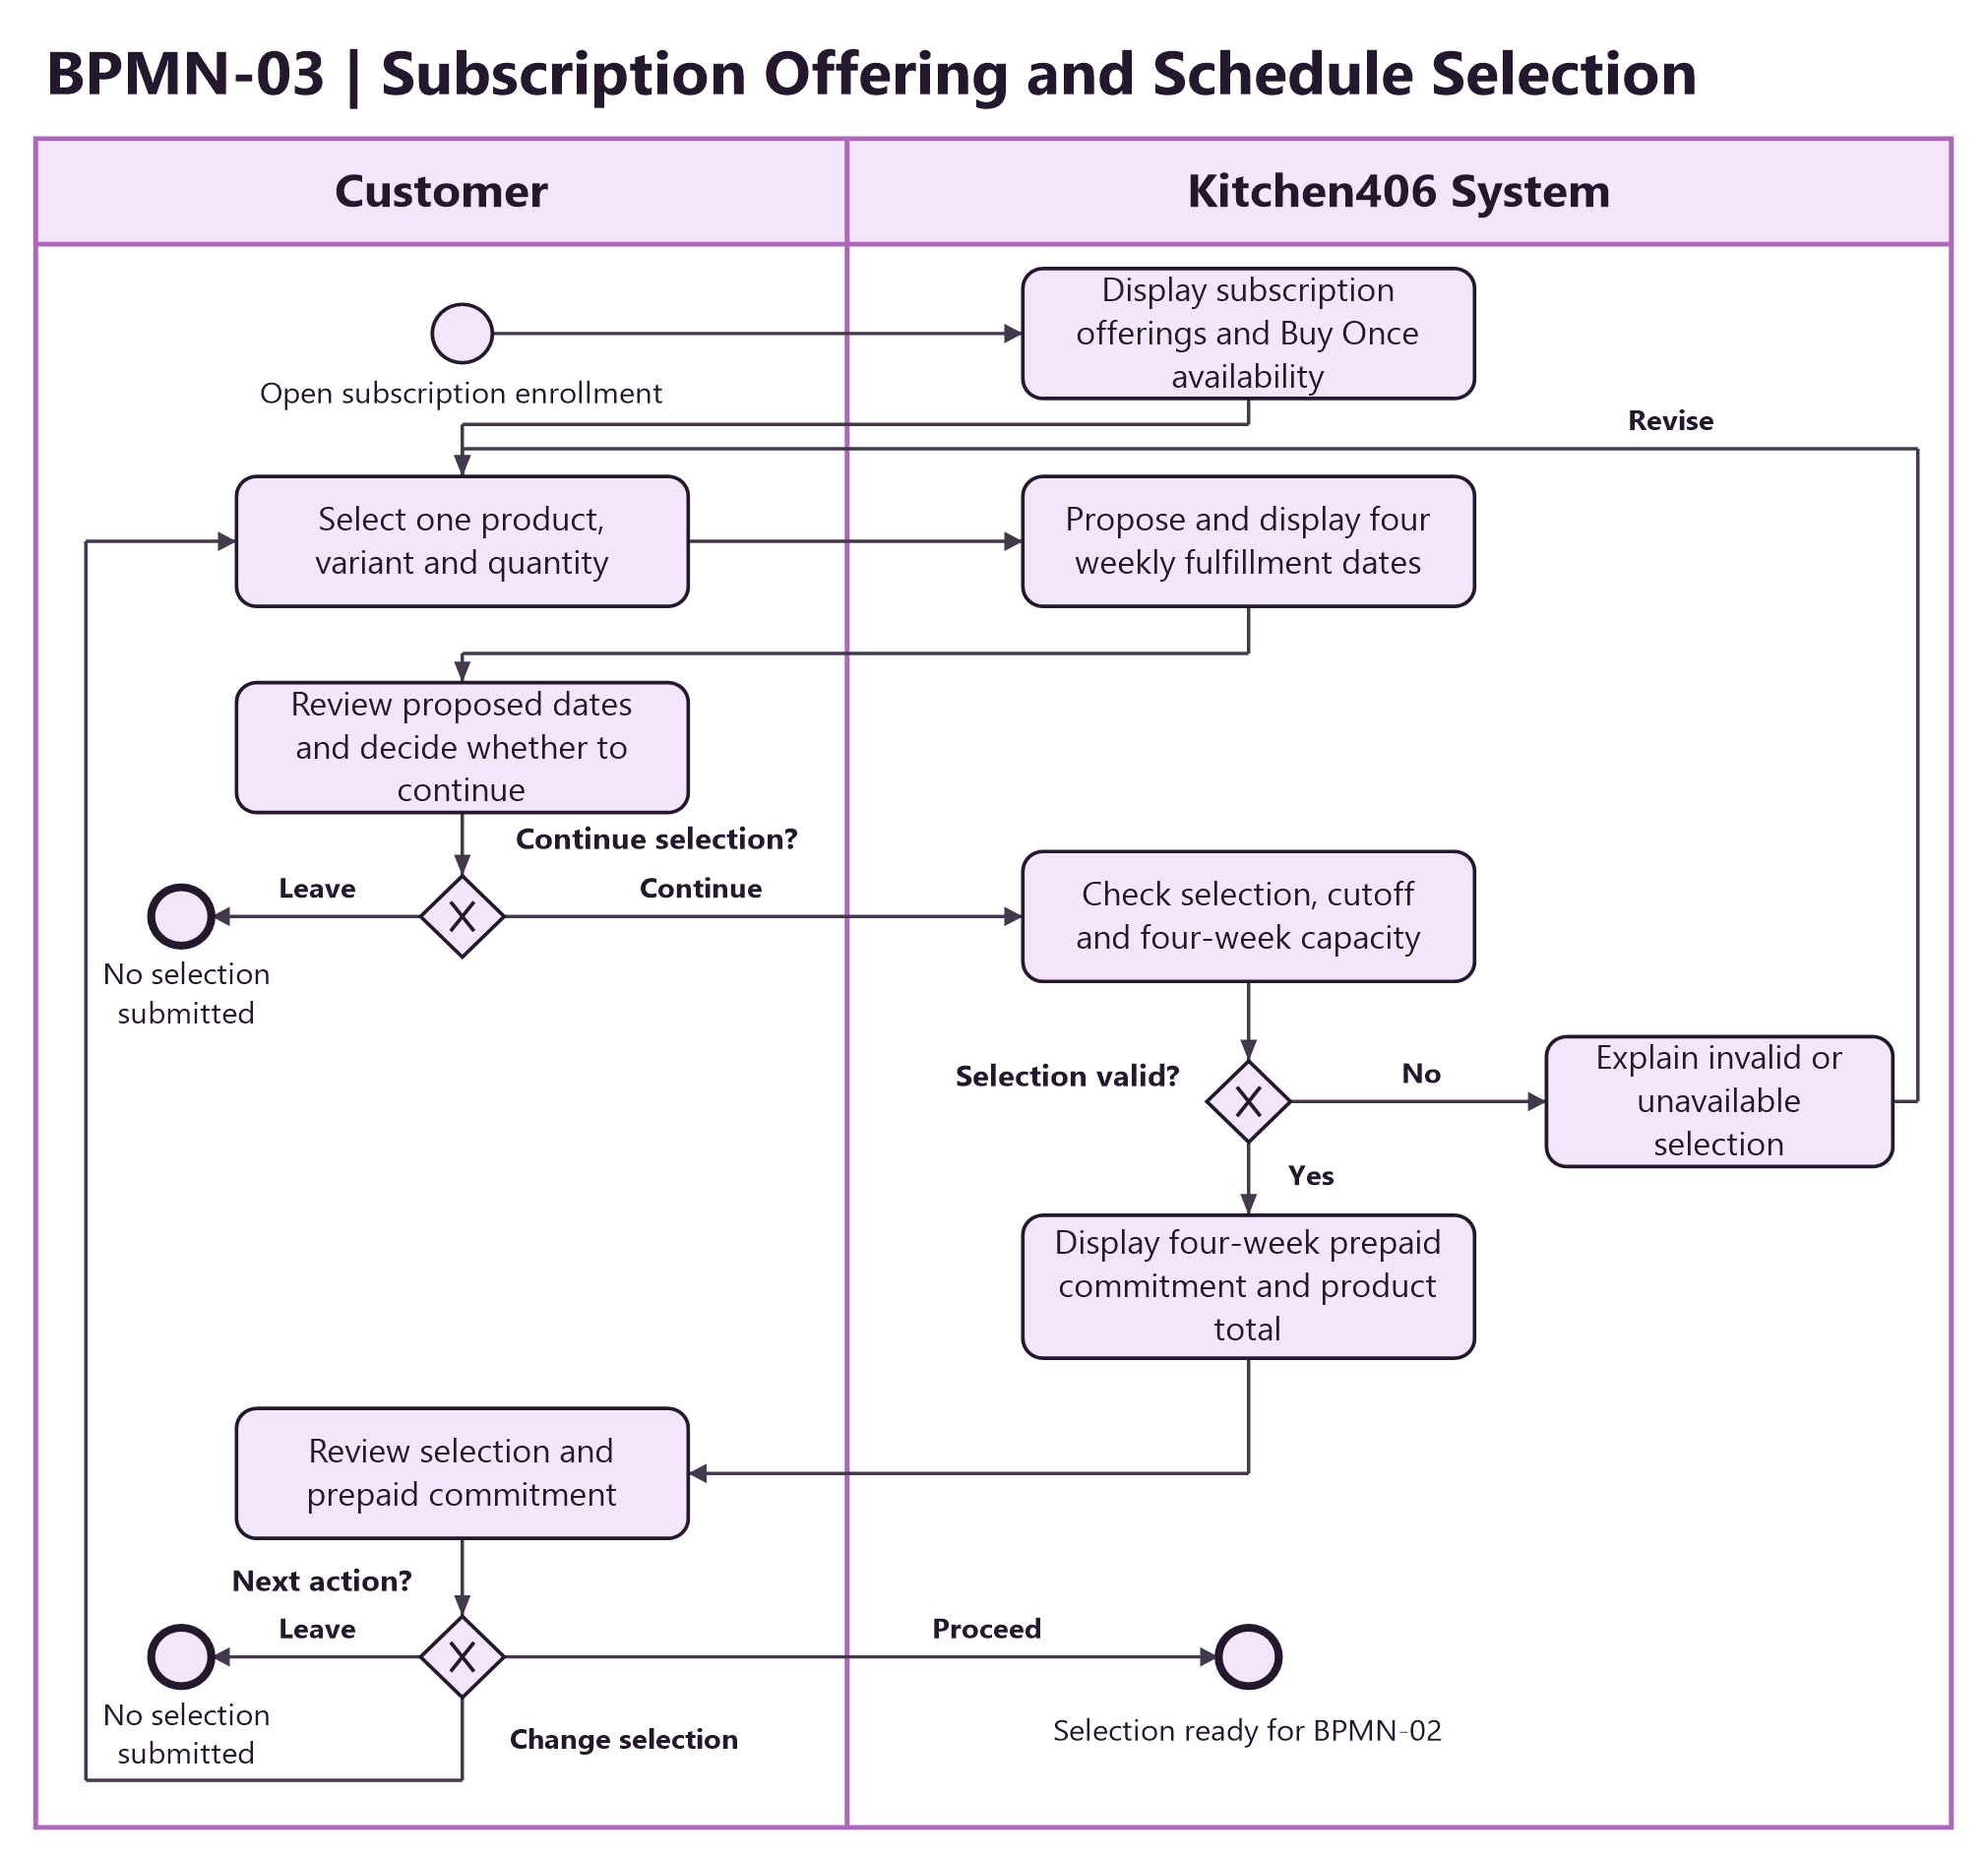 BPMN-03 | Subscription Offering and Schedule Selection
Customer
Kitchen406 System
Display subscription
offerings and Buy Once
availability
Open subscription enrollment
Revise
Select one product,
variant and quantity
Propose and display four
weekly fulfillment dates
Review proposed dates
and decide whether to
continue
Continue selection?
Leave
Continue
No selection
submitted
Check selection, cutoff
and four-week capacity
Selection valid?
No
Explain invalid or
unavailable
selection
Yes
Display four-week prepaid
commitment and product
total
Review selection and
prepaid commitment
Next action?
Leave
Proceed
No selection
submitted
Change selection
Selection ready for BPMN-02